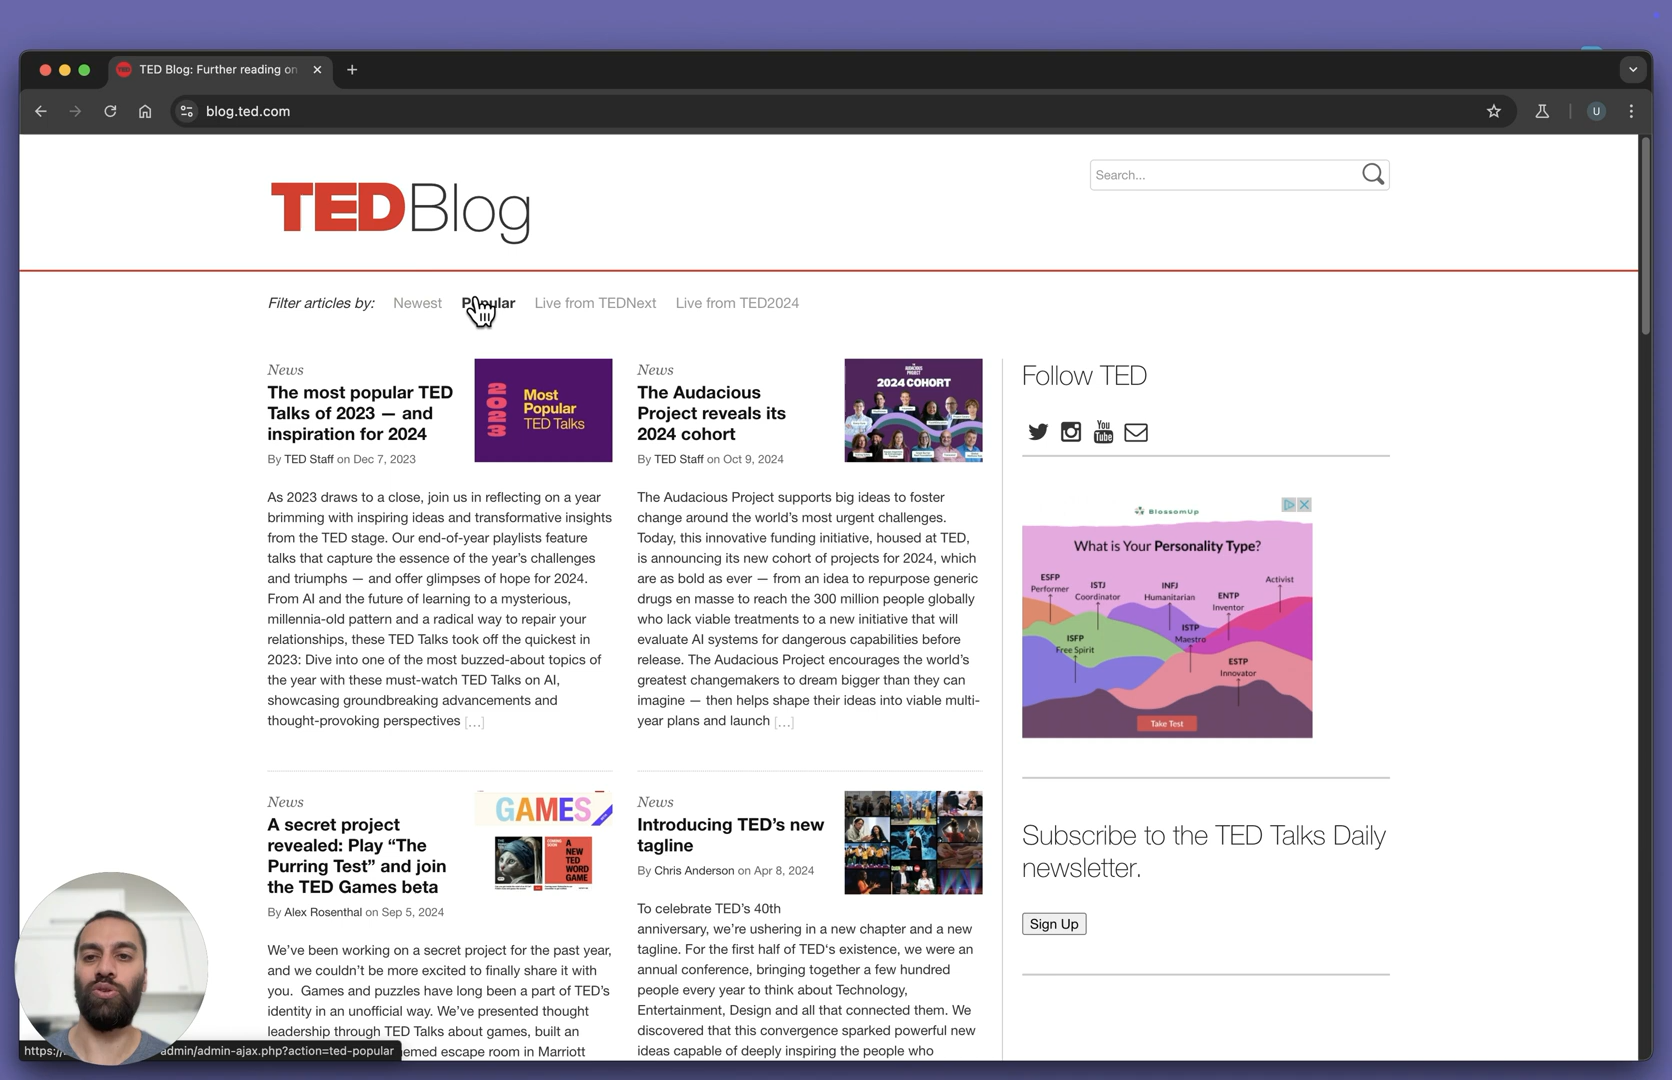 TED Blog: Further reading on
blog.ted.com
U
TEDBlog
Search...
Filter articles by: Newest Popular Live from TEDNext Live from TED2024
News
The most popular TED
Talks of 2023 — and
inspiration for 2024
By TED Staff on Dec 7, 2023
2023
Most
Popular
TED Talks
As 2023 draws to a close, join us in reflecting on a year
brimming with inspiring ideas and transformative insights
from the TED stage. Our end-of-year playlists feature
talks that capture the essence of the year’s challenges
and triumphs — and offer glimpses of hope for 2024.
From AI and the future of learning to a mysterious,
millennia-old pattern and a radical way to repair your
relationships, these TED Talks took off the quickest in
2023: Dive into one of the most buzzed-about topics of
the year with these must-watch TED Talks on AI,
showcasing groundbreaking advancements and
thought-provoking perspectives [...]
News
The Audacious
Project reveals its
2024 cohort
By TED Staff on Oct 9, 2024
2024 COHORT
The Audacious Project supports big ideas to foster
change around the world’s most urgent challenges.
Today, this innovative funding initiative, housed at TED,
is announcing its new cohort of projects for 2024, which
are as bold as ever — from an idea to repurpose generic
drugs en masse to reach the 300 million people globally
who lack viable treatments to a new initiative that will
evaluate AI systems for dangerous capabilities before
release. The Audacious Project encourages the world’s
greatest changemakers to dream bigger than they can
imagine — then helps shape their ideas into viable multi-
year plans and launch [...]
News
A secret project
revealed: Play “The
Purring Test” and join
the TED Games beta
By Alex Rosenthal on Sep 5, 2024
GAMES
A NEW
TED WORD
GAME
We’ve been working on a secret project for the past year,
and we couldn’t be more excited to finally share it with
you. Games and puzzles have long been a part of TED’s
identity in an unofficial way. We’ve presented thought
leadership through TED Talks about games, built an
emed escape room in Marriott
News
Introducing TED’s new
tagline
By Chris Anderson on Apr 8, 2024
To celebrate TED’s 40th
anniversary, we’re ushering in a new chapter and a new
tagline. For the first half of TED‘s existence, we were an
annual conference, bringing together a few hundred
people every year to think about Technology,
Entertainment, Design and all that connected them. We
discovered that this convergence sparked powerful new
ideas capable of deeply inspiring the people who
Follow TED
You
Tube
BlossomUp
What is Your Personality Type?
ESFP
Performer
ISTJ
Coordinator
INFJ
Humanitarian
ENTP
Inventor
Activist
ISFP
Free Spirit
ISTP
Maestro
ESTP
Innovator
Take Test
Subscribe to the TED Talks Daily
newsletter.
Sign Up
https:/ admin/admin-ajax.php?action=ted-popular